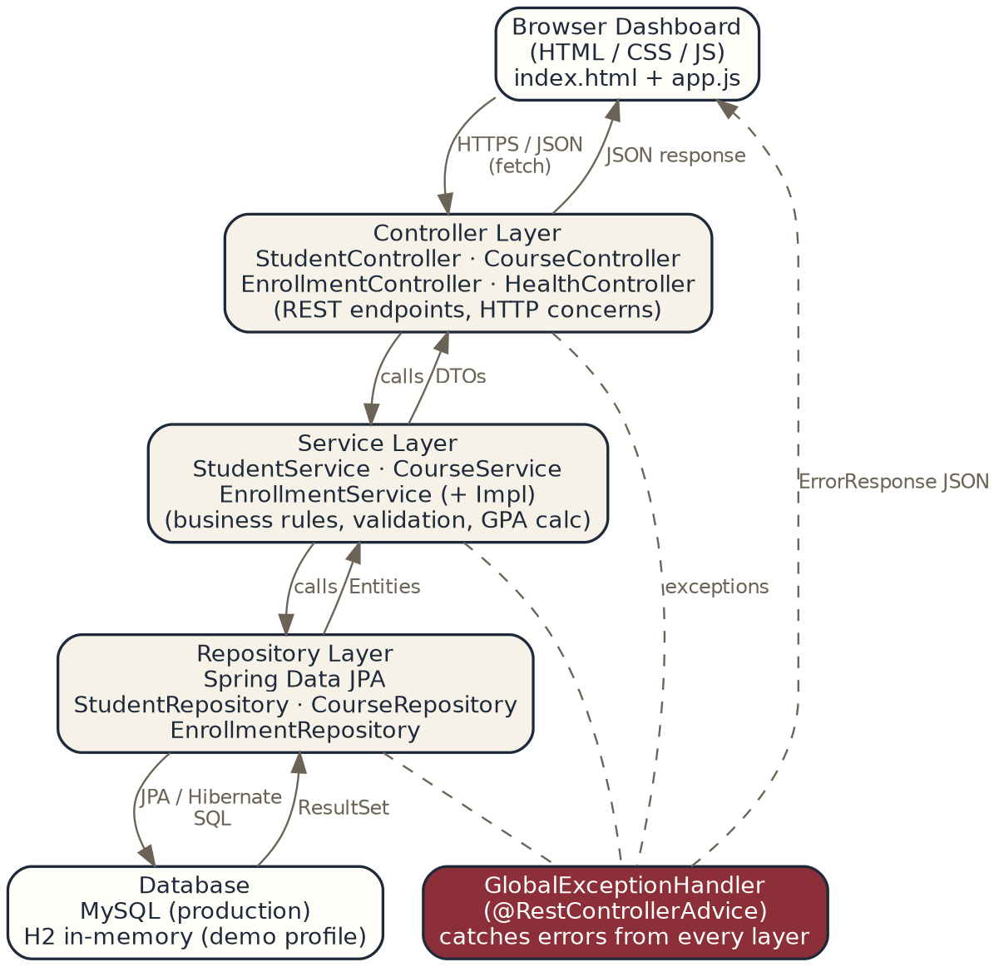 Browser Dashboard
(HTML / CSS / JS)
index.html + app.js
HTTPS / JSON
(fetch)
JSON response
Controller Layer
StudentController · CourseController
EnrollmentController · HealthController
(REST endpoints, HTTP concerns)
calls
DTOs
Service Layer
StudentService · CourseService
EnrollmentService (+ Impl)
(business rules, validation, GPA calc)
ErrorResponse JSON
calls
Entities
exceptions
Repository Layer
Spring Data JPA
StudentRepository · CourseRepository
EnrollmentRepository
JPA / Hibernate
SQL
ResultSet
Database
MySQL (production)
H2 in-memory (demo profile)
GlobalExceptionHandler
(@RestControllerAdvice)
catches errors from every layer